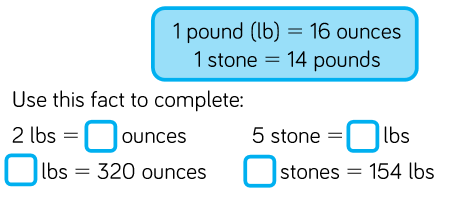 1 pound (lb) = 16 ounces
1 stone = 14 pounds
Use this fact to complete:
2 lbs = ounces 5 stone = lbs
lbs = 320 ounces stones = 154 lbs